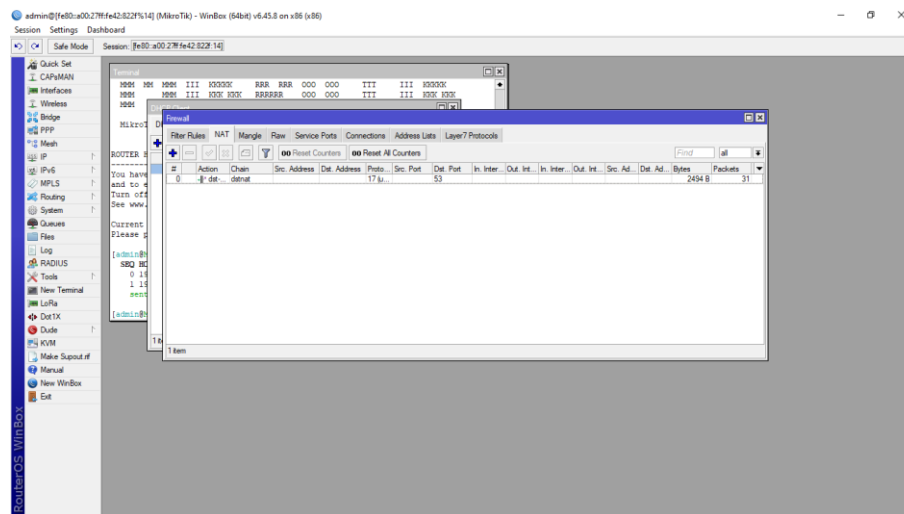 admin@[fe80::a00:27ff:fe42:822f%14] (MikroTik) - WinBox (64bit) v6.45.8 on x86 (x86)
Session Settings Dashboard
Safe Mode Session: [fe80::a00:27ff:fe42:822f:14]
Quick Set
CAPsMAN
Interfaces
Wireless
Bridge
PPP
Mesh
IP
IPv6
MPLS
Routing
System
Queues
Files
Log
RADIUS
Tools
New Terminal
LoRa
Dot1X
Dude
KVM
Make Supout.rif
Manual
New WinBox
Exit
RouterOS WinBox
Terminal
MMM MM MMM III KKKKK RRR RRR OOO OOO TTT III KKKKK
MMM MMM III KKK KKK RRRRRR OOO OOO TTT III KKK KKK
MMM
MikroT
ROUTER H
You have
and to e
Turn off
See www.
Current
Please p
[admin@
SEQ HO
0 19
1 19
sent
[admin@
Firewall
Filter Rules NAT Mangle Raw Service Ports Connections Address Lists Layer7 Protocols
00 Reset Counters 00 Reset All Counters Find all
# Action Chain Src. Address Dst. Address Proto... Src. Port Dst. Port In. Inter... Out. Int... In. Inter... Out. Int... Src. Ad... Dst. Ad... Bytes Packets
0 dst-... dstnat 17 (u... 53 2494 B 31
1 item